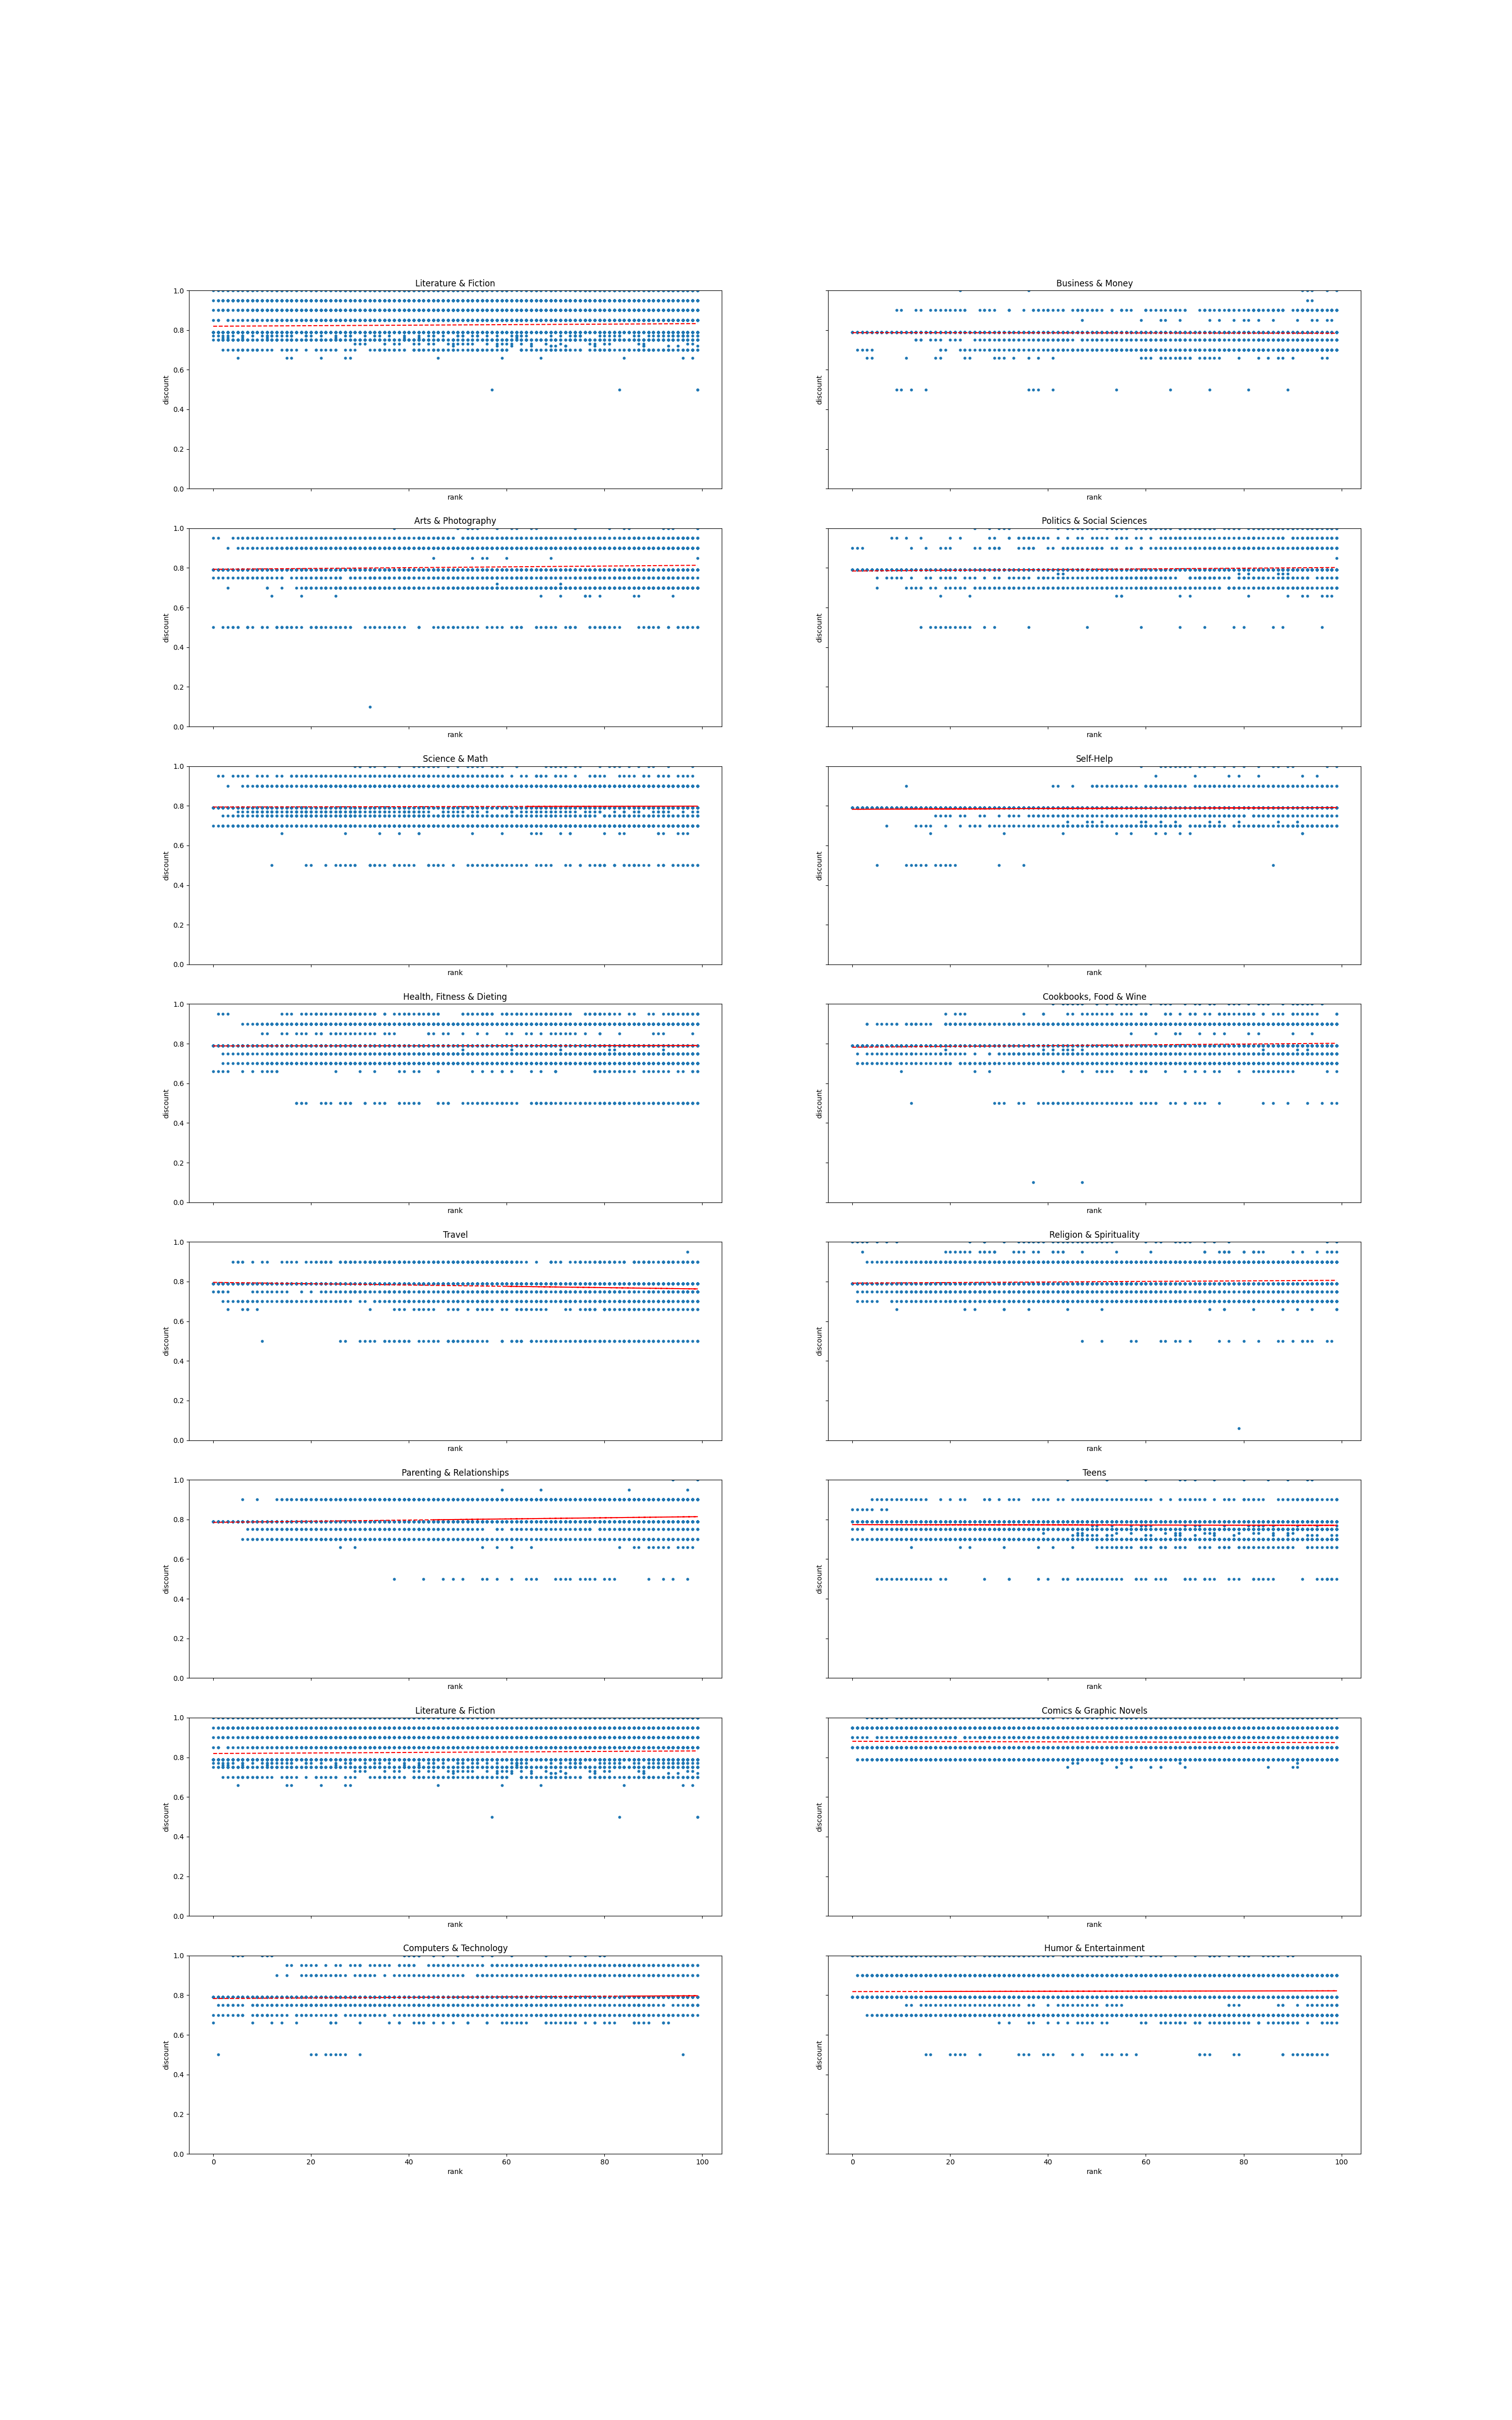 Literature & Fiction
1.0
0.8
0.6
0.4
0.2
0.0
discount
rank
Business & Money
discount
rank
Arts & Photography
1.0
0.8
0.6
0.4
0.2
0.0
discount
rank
Politics & Social Sciences
discount
rank
Science & Math
1.0
0.8
0.6
0.4
0.2
0.0
discount
rank
Self-Help
discount
rank
Health, Fitness & Dieting
1.0
0.8
0.6
0.4
0.2
0.0
discount
rank
Cookbooks, Food & Wine
discount
rank
Travel
1.0
0.8
0.6
0.4
0.2
0.0
discount
rank
Religion & Spirituality
discount
rank
Parenting & Relationships
1.0
0.8
0.6
0.4
0.2
0.0
discount
rank
Teens
discount
rank
Literature & Fiction
1.0
0.8
0.6
0.4
0.2
0.0
discount
rank
Comics & Graphic Novels
discount
rank
Computers & Technology
1.0
0.8
0.6
0.4
0.2
0.0
discount
0 20 40 60 80 100
rank
Humor & Entertainment
discount
0 20 40 60 80 100
rank